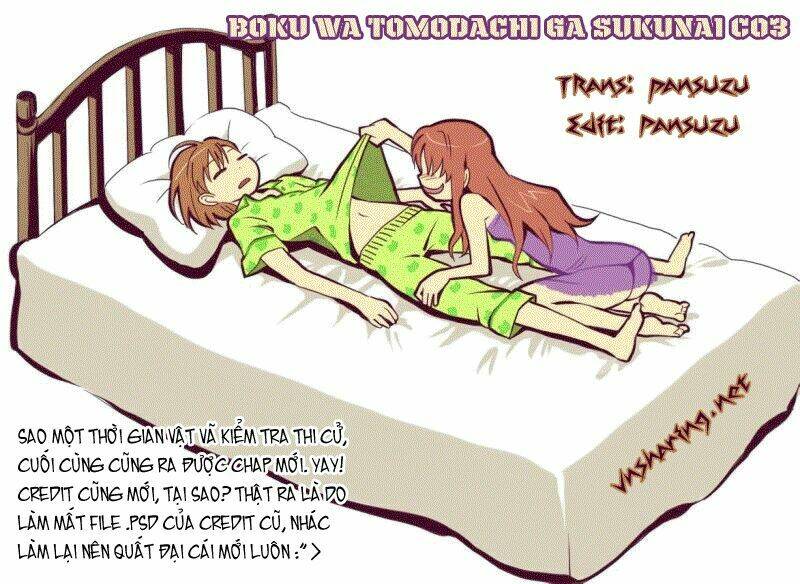 BOKU WA TOMODACHI GA SUKUNAI C03
Trans: pansuzu
Edit: pansuzu
SAO MỘT THỜI GIAN VẬT VÃ KIỂM TRA THI CỬ,
CUỐI CÙNG CŨNG RA ĐƯỢC CHAP MỚI. YAY!
CREDIT CŨNG MỚI, TẠI SAO? THẬT RA LÀ DO
LÀM MẤT FILE .PSD CỦA CREDIT CŨ, NHÁC
LÀM LẠI NÊN QUẤT ĐẠI CÁI MỚI LUÔN :">
vnsharing.net